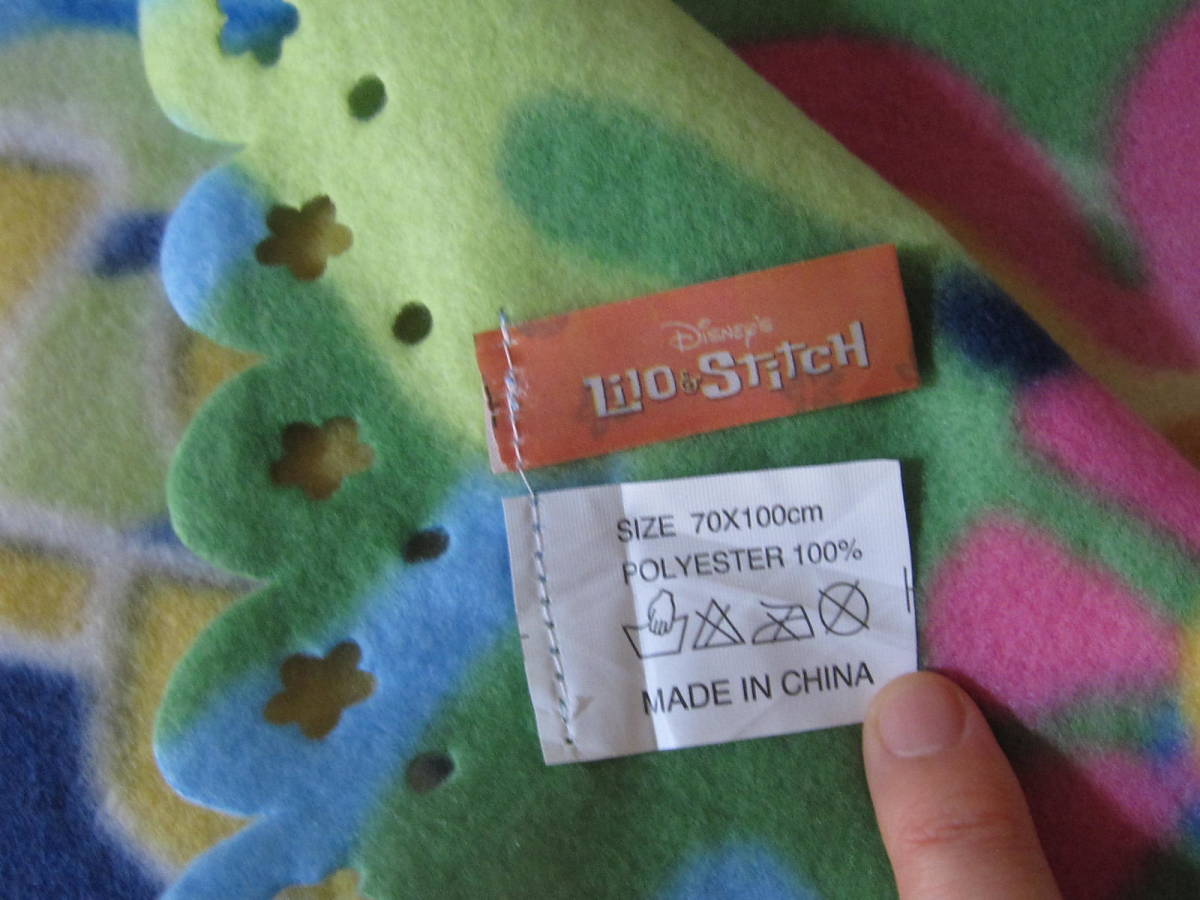 Disney's
Lilo & Stitch
SIZE 70X100cm
POLYESTER 100%
MADE IN CHINA